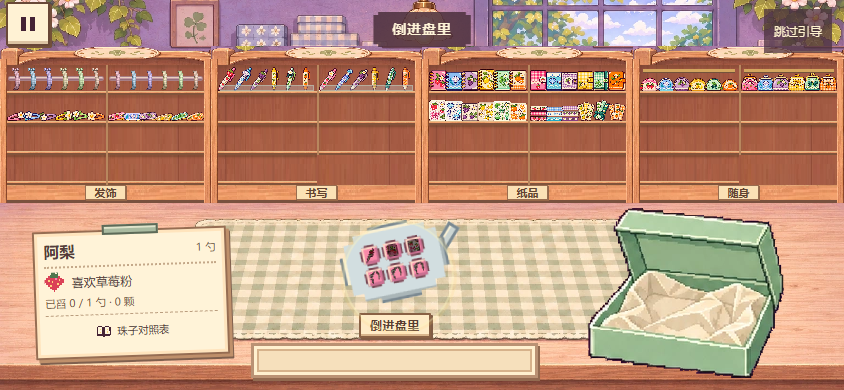 倒进盘里
跳过引导
发饰
书写
纸品
随身
阿梨
1 勺
喜欢草莓粉
已舀 0 / 1 勺 · 0 颗
珠子对照表
倒进盘里